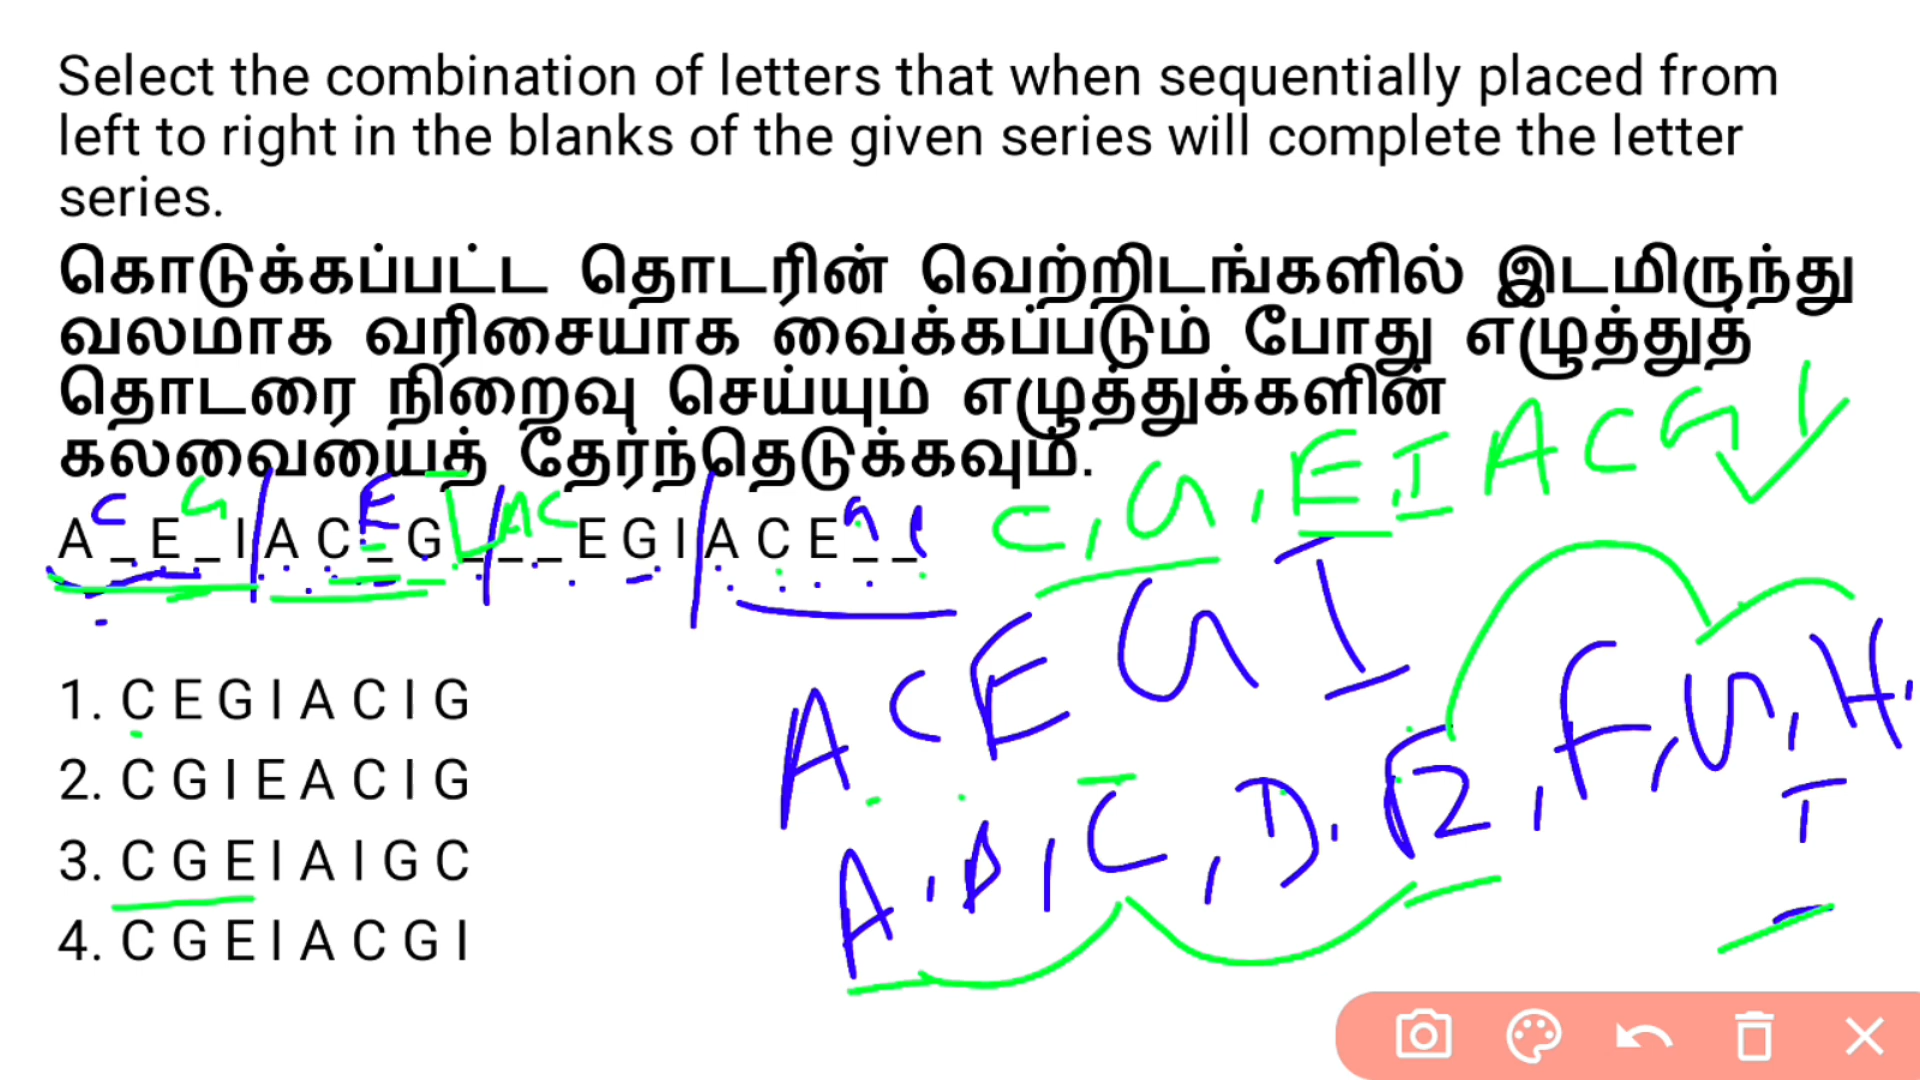 Select the combination of letters that when sequentially placed from
left to right in the blanks of the given series will complete the letter
series.
கொடுக்கப்பட்ட தொடரின் வெற்றிடங்களில் இடமிருந்து
வலமாக வரிசையாக வைக்கப்படும் போது எழுத்துத்
தொடரை நிறைவு செய்யும் எழுத்துக்களின்
கலவையைத் தேர்ந்தெடுக்கவும்.
C G E I A C G I C, G, E I A C G I
A _ E _ I A C _ G _ _ _ E G I A C E _ _
A C E G I
1. C E G I A C I G
2. C G I E A C I G
A, B, C, D, E, F, G, H, I
3. C G E I A I G C
4. C G E I A C G I